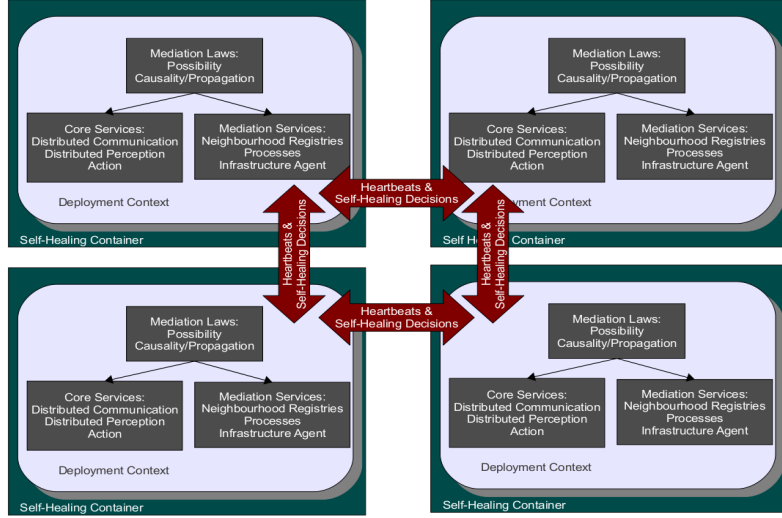 Mediation Laws:
Possibility
Causality/Propagation
Core Services:
Distributed Communication
Distributed Perception
Action
Mediation Services:
Neighbourhood Registries
Processes
Infrastructure Agent
Deployment Context
Self-Healing Container
Mediation Laws:
Possibility
Causality/Propagation
Core Services:
Distributed Communication
Distributed Perception
Action
Mediation Services:
Neighbourhood Registries
Processes
Infrastructure Agent
Context
Self Container
Heartbeats &
Self-Healing Decisions
Heartbeats &
Self-Healing Decisions
Heartbeats &
Self-Healing Decisions
Heartbeats &
Self-Healing Decisions
Mediation Laws:
Possibility
Causality/Propagation
Core Services:
Distributed Communication
Distributed Perception
Action
Mediation Services:
Neighbourhood Registries
Processes
Infrastructure Agent
Deployment Context
Self-Healing Container
Mediation Laws:
Possibility
Causality/Propagation
Core Services:
Distributed Communication
Distributed Perception
Action
Mediation Services:
Neighbourhood Registries
Processes
Infrastructure Agent
Deployment Context
Self-Healing Container